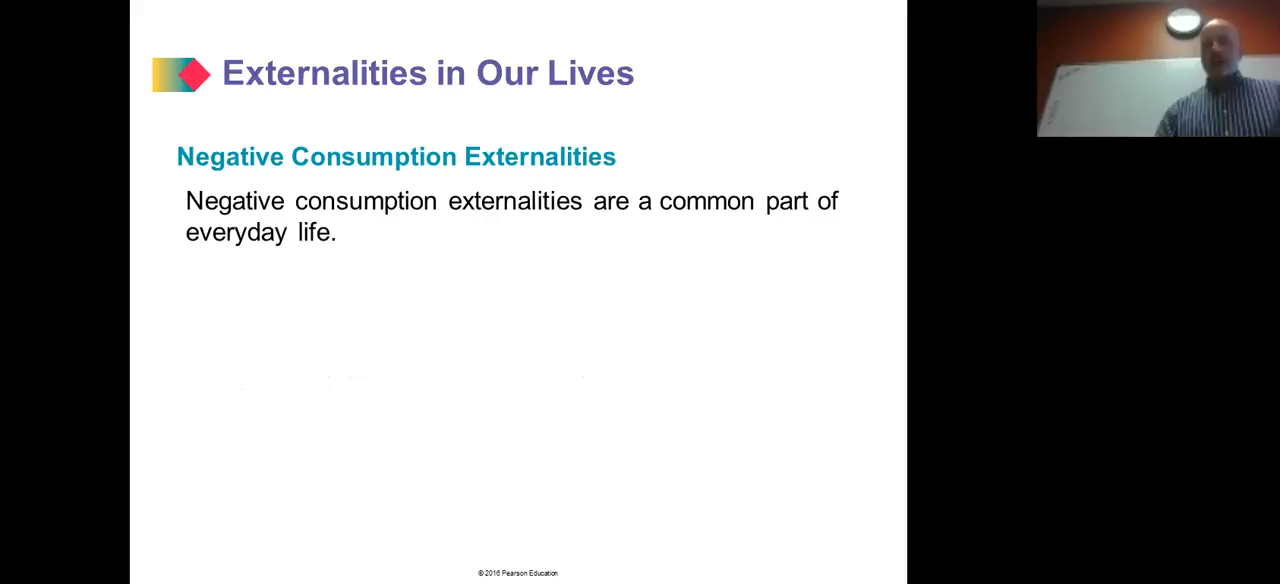 Externalities in Our Lives
Negative Consumption Externalities
Negative consumption externalities are a common part of
everyday life.
© 2016 Pearson Education